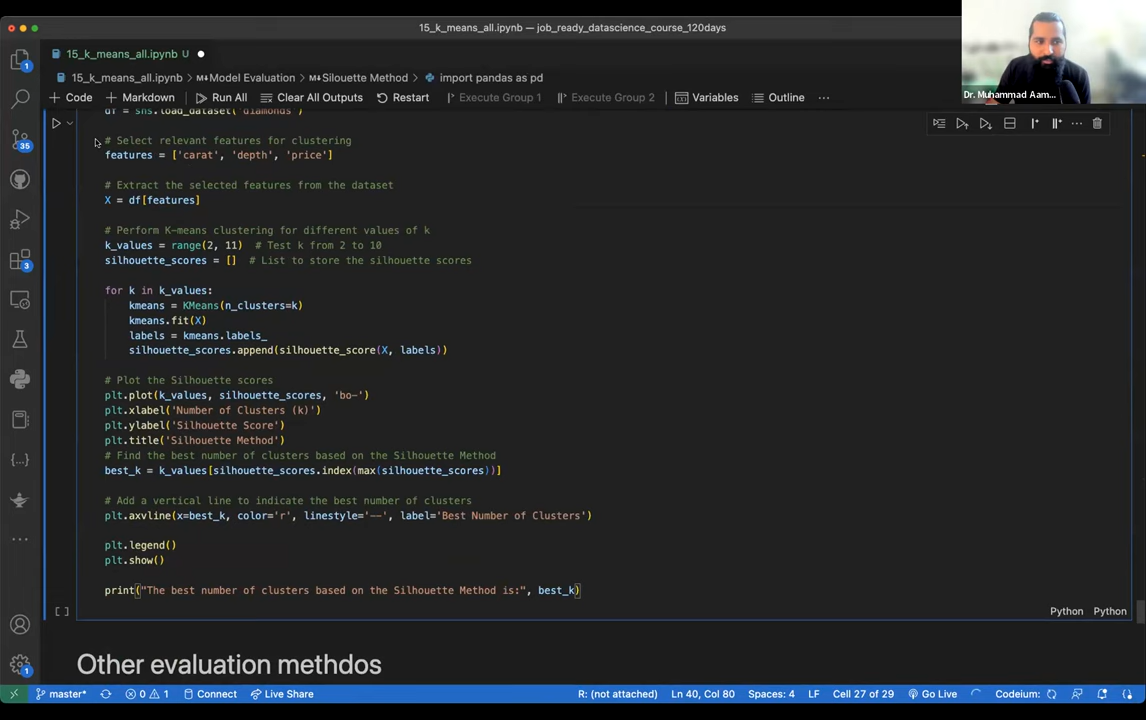 15_k_means_all.ipynb — job_ready_datascience_course_120days
15_k_means_all.ipynb U
15_k_means_all.ipynb > Model Evaluation > Silouette Method > import pandas as pd
+ Code + Markdown Run All Clear All Outputs Restart Execute Group 1 Execute Group 2 Variables Outline ...
Dr. Muhammad Aam...
df = sns.load_dataset("diamonds")
# Select relevant features for clustering
features = ['carat', 'depth', 'price']
# Extract the selected features from the dataset
X = df[features]
# Perform K-means clustering for different values of k
k_values = range(2, 11)  # Test k from 2 to 10
silhouette_scores = []  # List to store the silhouette scores
for k in k_values:
kmeans = KMeans(n_clusters=k)
kmeans.fit(X)
labels = kmeans.labels_
silhouette_scores.append(silhouette_score(X, labels))
# Plot the Silhouette scores
plt.plot(k_values, silhouette_scores, 'bo-')
plt.xlabel('Number of Clusters (k)')
plt.ylabel('Silhouette Score')
plt.title('Silhouette Method')
# Find the best number of clusters based on the Silhouette Method
best_k = k_values[silhouette_scores.index(max(silhouette_scores))]
# Add a vertical line to indicate the best number of clusters
plt.axvline(x=best_k, color='r', linestyle='--', label='Best Number of Clusters')
plt.legend()
plt.show()
print("The best number of clusters based on the Silhouette Method is:", best_k)
[ ]
Python Python
Other evaluation methdos
1
35
3
1
master* 0 1 Connect Live Share R: (not attached) Ln 40, Col 80 Spaces: 4 LF Cell 27 of 29 Go Live Codeium: {..}